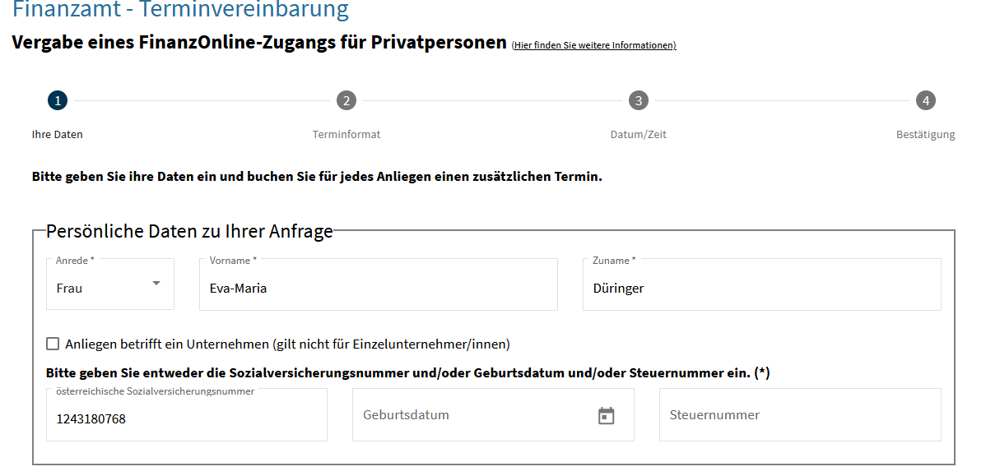 Finanzamt - Terminvereinbarung
Vergabe eines FinanzOnline-Zugangs für Privatpersonen (Hier finden Sie weitere Informationen)
1 2 3 4
Ihre Daten Terminformat Datum/Zeit Bestätigung
Bitte geben Sie ihre Daten ein und buchen Sie für jedes Anliegen einen zusätzlichen Termin.
Persönliche Daten zu Ihrer Anfrage
Anrede * Vorname * Zuname *
Frau Eva-Maria Düringer
Anliegen betrifft ein Unternehmen (gilt nicht für Einzelunternehmer/innen)
Bitte geben Sie entweder die Sozialversicherungsnummer und/oder Geburtsdatum und/oder Steuernummer ein. (*)
österreichische Sozialversicherungsnummer
1243180768 Geburtsdatum Steuernummer